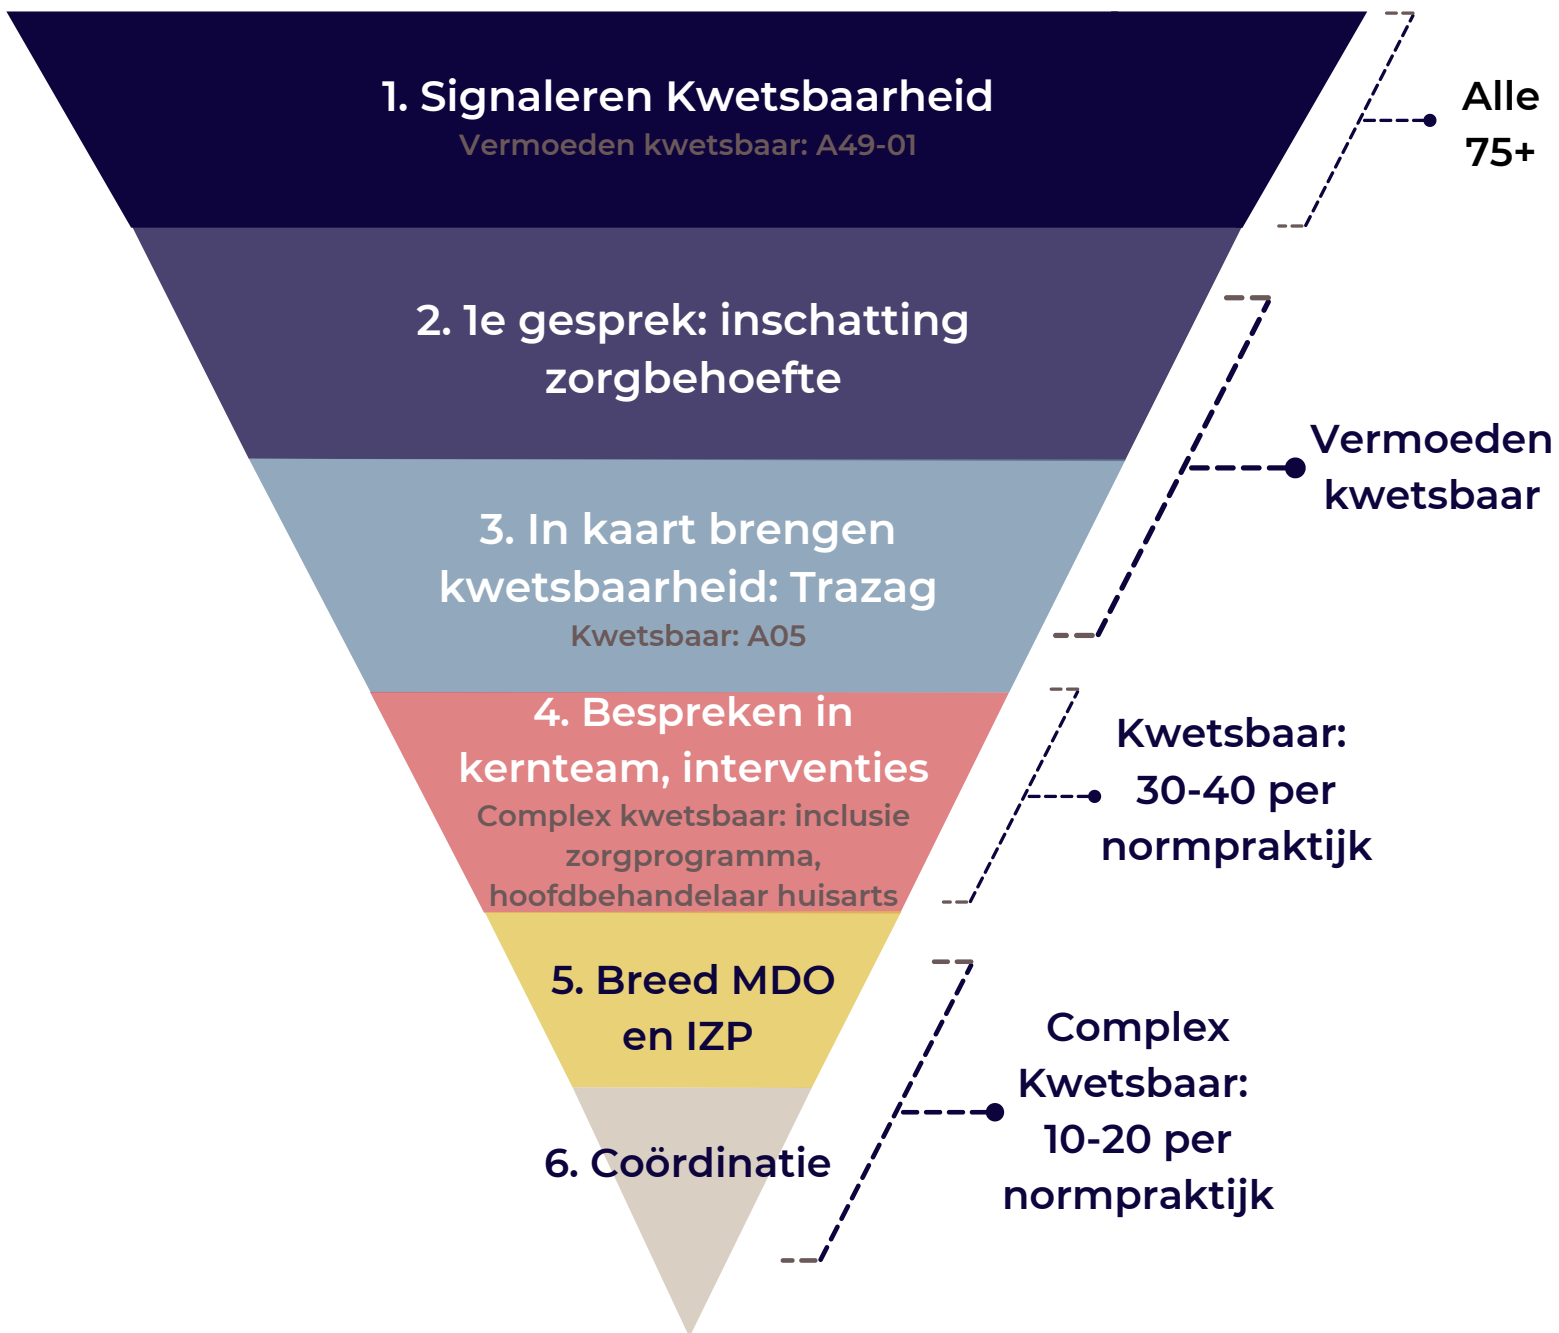 1. Signaleren Kwetsbaarheid
Vermoeden kwetsbaar: A49-01
Alle
75+
2. 1e gesprek: inschatting
zorgbehoefte
Vermoeden
kwetsbaar
3. In kaart brengen
kwetsbaarheid: Trazag
Kwetsbaar: A05
4. Bespreken in
kernteam, interventies
Complex kwetsbaar: inclusie
zorgprogramma,
hoofdbehandelaar huisarts
Kwetsbaar:
30-40 per
normpraktijk
5. Breed MDO
en IZP
6. Coördinatie
Complex
Kwetsbaar:
10-20 per
normpraktijk